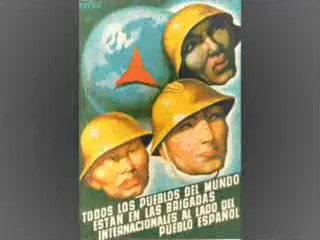 TODOS LOS PUEBLOS DEL MUNDO
ESTAN EN LAS BRIGADAS
INTERNACIONALES AL LADO DEL
PUEBLO ESPAÑOL